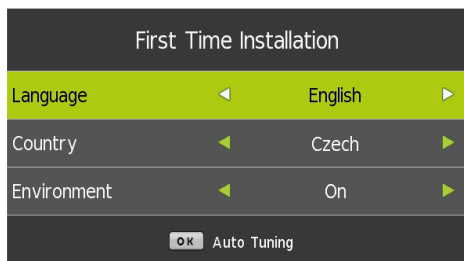 First Time Installation
Language English
Country Czech
Environment On
OK Auto Tuning